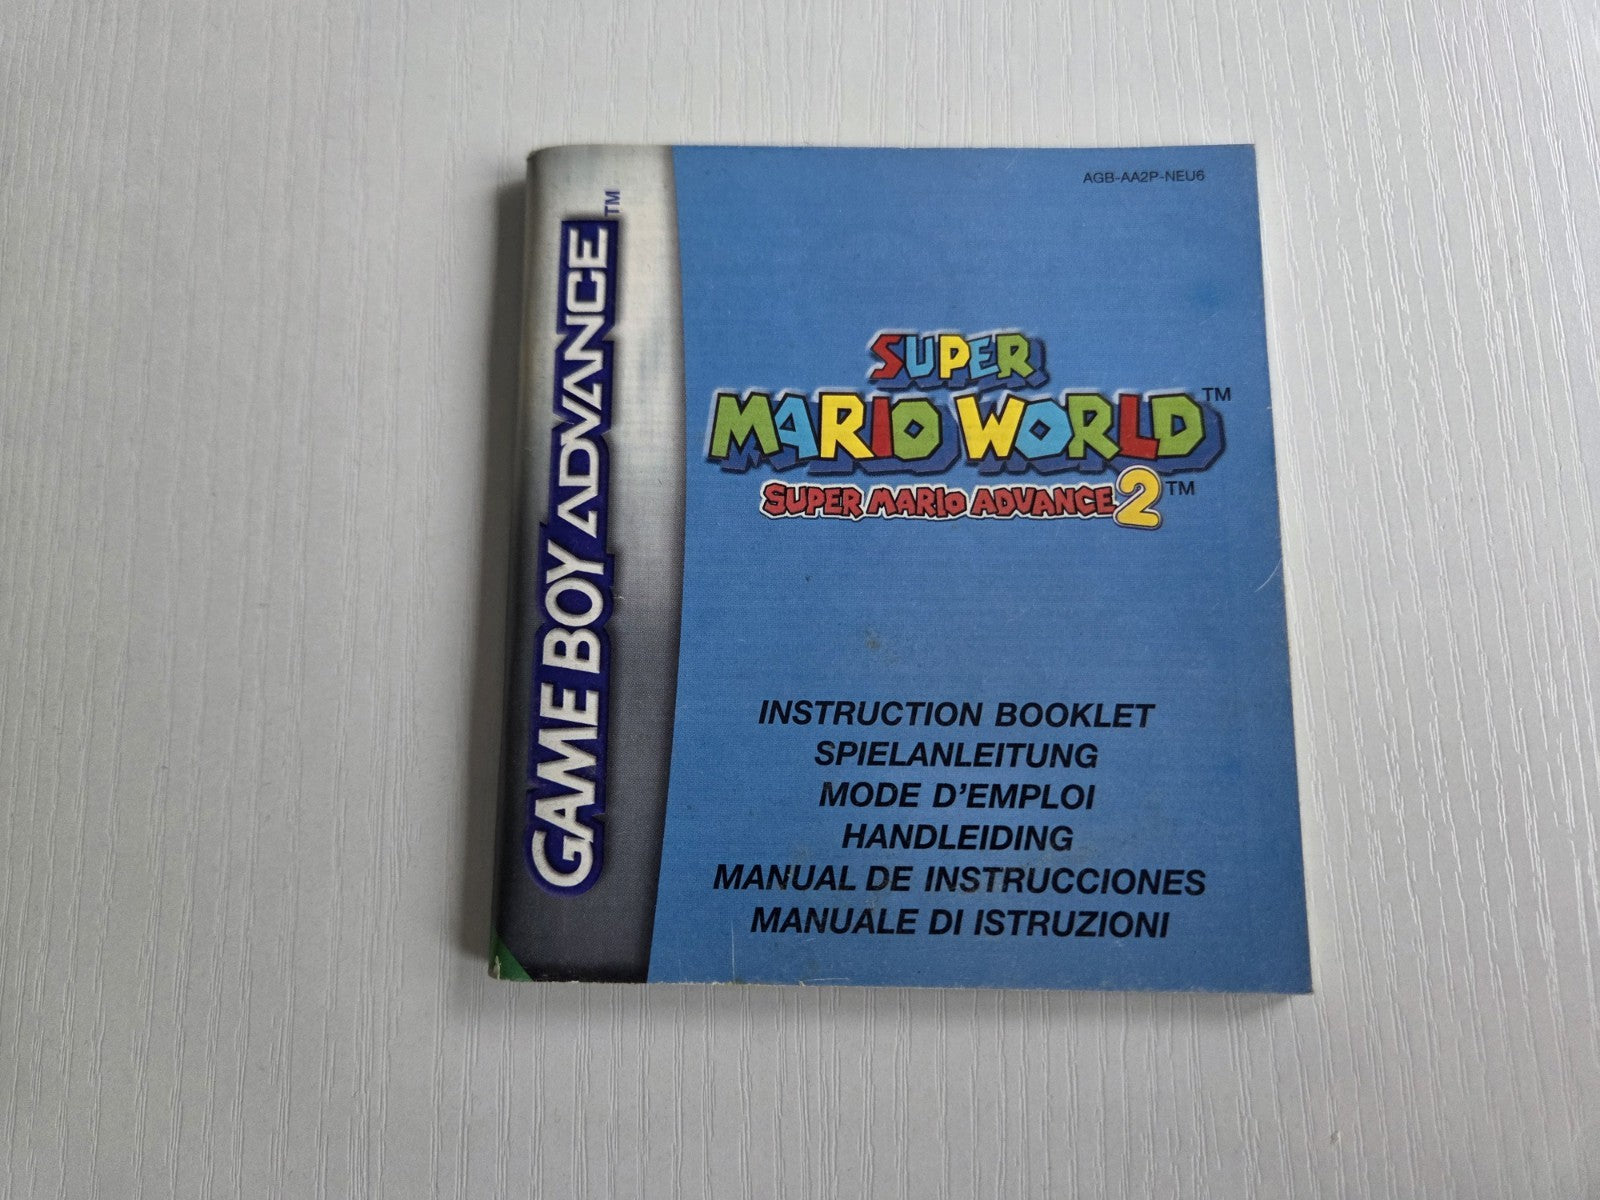 GAME BOY ADVANCE™
AGB-AA2P-NEU6
SUPER
MARIO WORLD™
SUPER MARIO ADVANCE 2™
INSTRUCTION BOOKLET
SPIELANLEITUNG
MODE D'EMPLOI
HANDLEIDING
MANUAL DE INSTRUCCIONES
MANUALE DI ISTRUZIONI